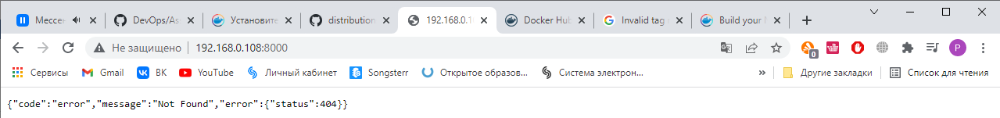 Мессен DevOps/As Установите distribution 192.168.0.1 Docker Hub Invalid tag Build your
Не защищено 192.168.0.108:8000 0 P
Сервисы Gmail ВК YouTube Личный кабинет Songsterr Открытое образов... Система электрон... » Другие закладки Список для чтения
{"code":"error","message":"Not Found","error":{"status":404}}